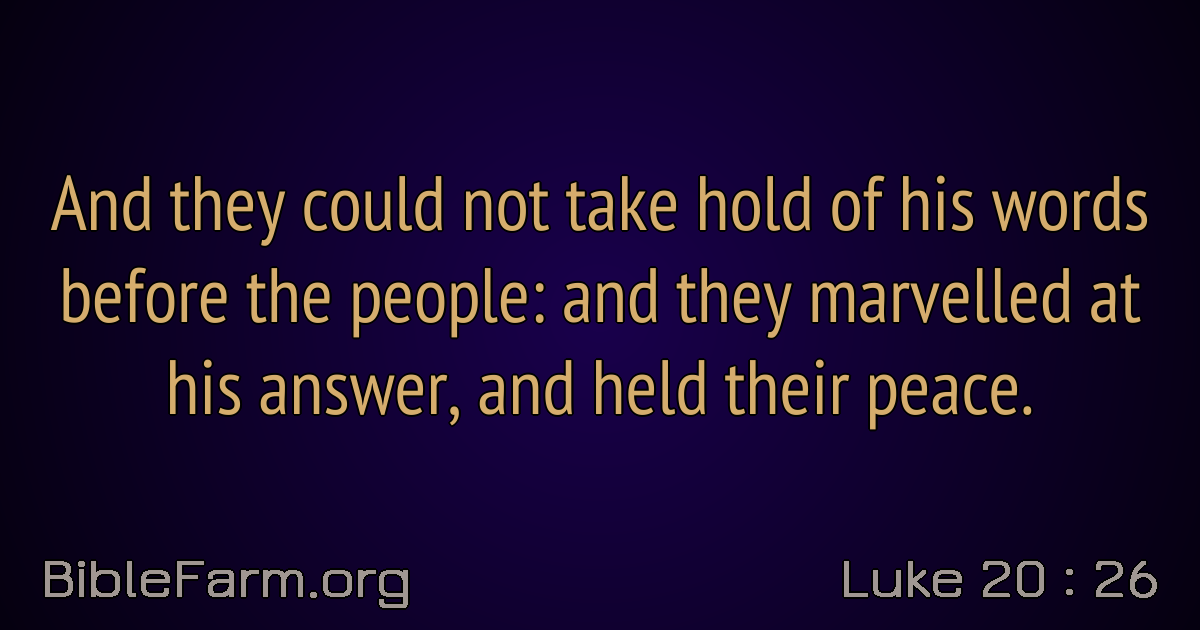 And they could not take hold of his words
before the people: and they marvelled at
his answer, and held their peace.
BibleFarm.org
Luke 20 : 26